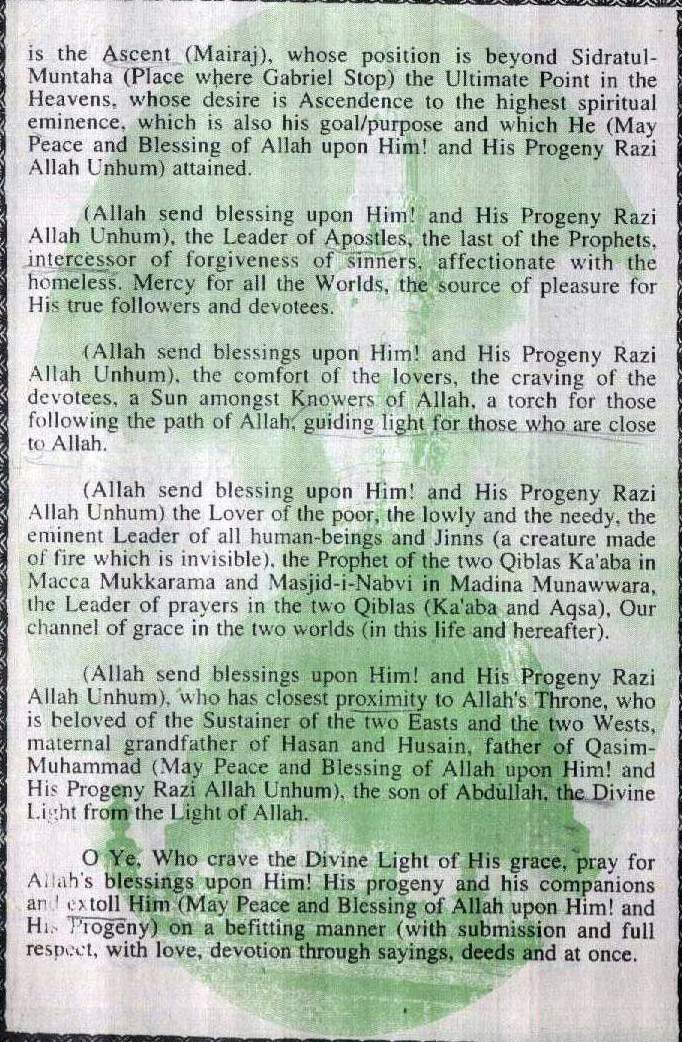 is the Ascent (Mairaj), whose position is beyond Sidratul-
Muntaha (Place where Gabriel Stop) the Ultimate Point in the
Heavens, whose desire is Ascendence to the highest spiritual
eminence, which is also his goal/purpose and which He (May
Peace and Blessing of Allah upon Him! and His Progeny Razi
Allah Unhum) attained.
(Allah send blessing upon Him! and His Progeny Razi
Allah Unhum), the Leader of Apostles, the last of the Prophets,
intercessor of forgiveness of sinners, affectionate with the
homeless. Mercy for all the Worlds, the source of pleasure for
His true followers and devotees.
(Allah send blessings upon Him! and His Progeny Razi
Allah Unhum), the comfort of the lovers, the craving of the
devotees, a Sun amongst Knowers of Allah, a torch for those
following the path of Allah, guiding light for those who are close
to Allah.
(Allah send blessing upon Him! and His Progeny Razi
Allah Unhum) the Lover of the poor, the lowly and the needy, the
eminent Leader of all human-beings and Jinns (a creature made
of fire which is invisible), the Prophet of the two Qiblas Ka'aba in
Macca Mukkarama and Masjid-i-Nabvi in Madina Munawwara,
the Leader of prayers in the two Qiblas (Ka'aba and Aqsa), Our
channel of grace in the two worlds (in this life and hereafter).
(Allah send blessings upon Him! and His Progeny Razi
Allah Unhum), who has closest proximity to Allah's Throne, who
is beloved of the Sustainer of the two Easts and the two Wests,
maternal grandfather of Hasan and Husain, father of Qasim-
Muhammad (May Peace and Blessing of Allah upon Him! and
His Progeny Razi Allah Unhum), the son of Abdullah, the Divine
Light from the Light of Allah.
O Ye, Who crave the Divine Light of His grace, pray for
Allah's blessings upon Him! His progeny and his companions
and extoll Him (May Peace and Blessing of Allah upon Him! and
His Progeny) on a befitting manner (with submission and full
respect, with love, devotion through sayings, deeds and at once.